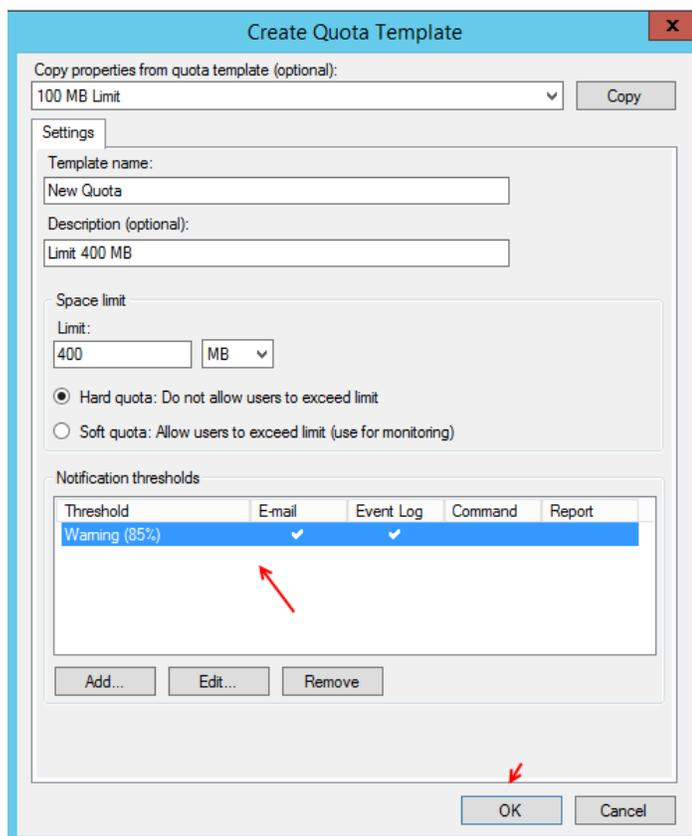 Create Quota Template
x
Copy properties from quota template (optional):
100 MB Limit
Copy
Settings
Template name:
New Quota
Description (optional):
Limit 400 MB
Space limit
Limit:
400 MB
Hard quota: Do not allow users to exceed limit
Soft quota: Allow users to exceed limit (use for monitoring)
Notification thresholds
Threshold E-mail Event Log Command Report
Warning (85%)
Add... Edit... Remove
OK Cancel